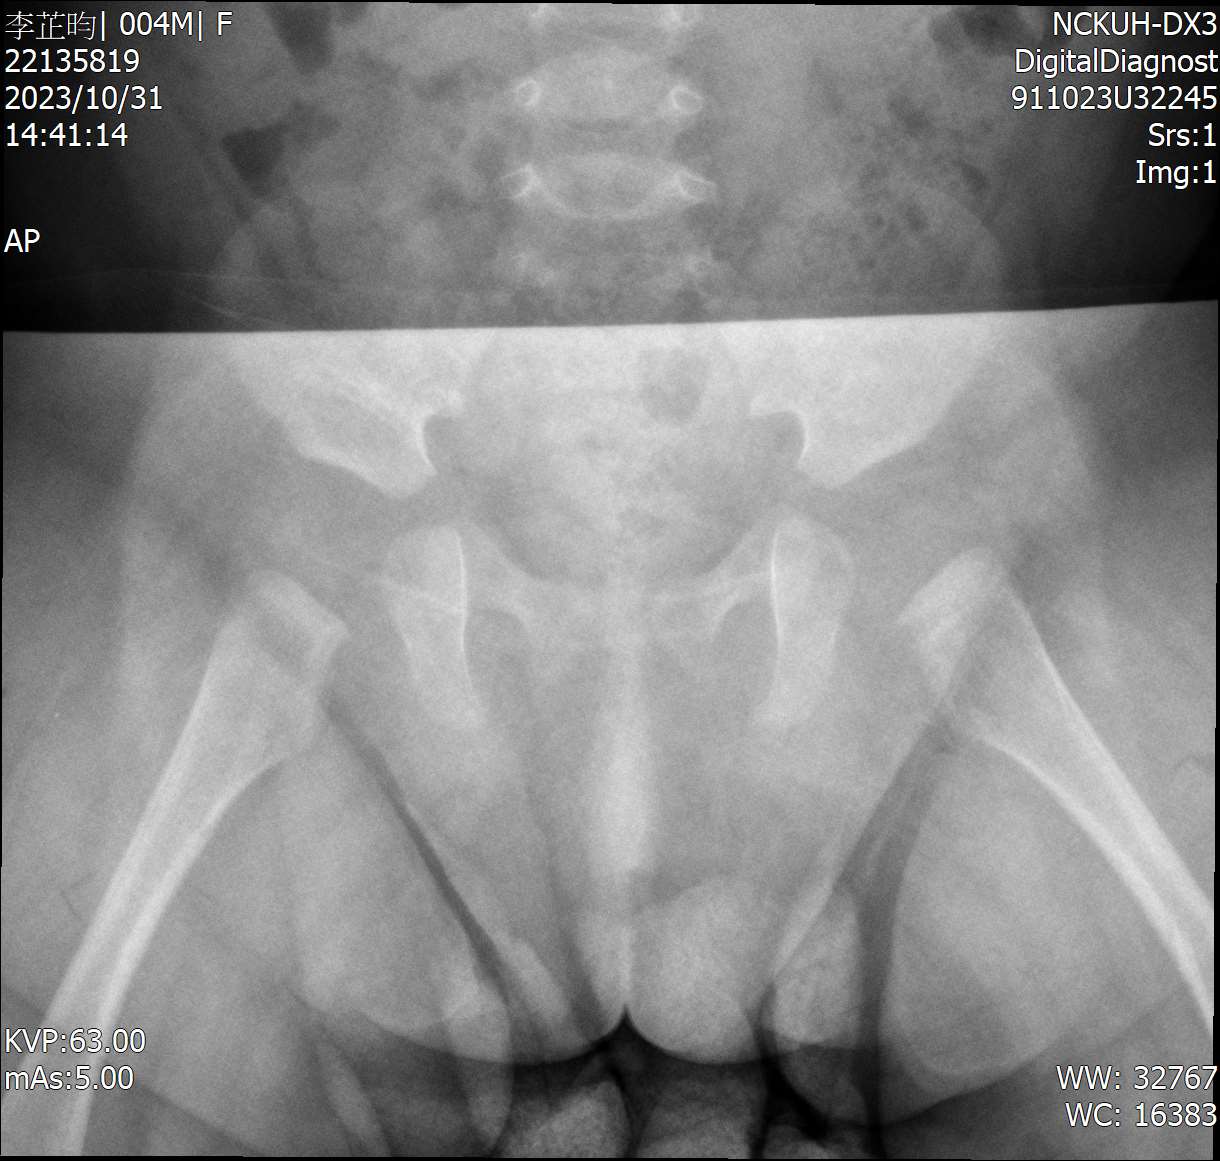 李芷昀| 004M| F
22135819
2023/10/31
14:41:14
AP
NCKUH-DX3
DigitalDiagnost
911023U32245
Srs:1
Img:1
KVP:63.00
mAs:5.00
WW: 32767
WC: 16383